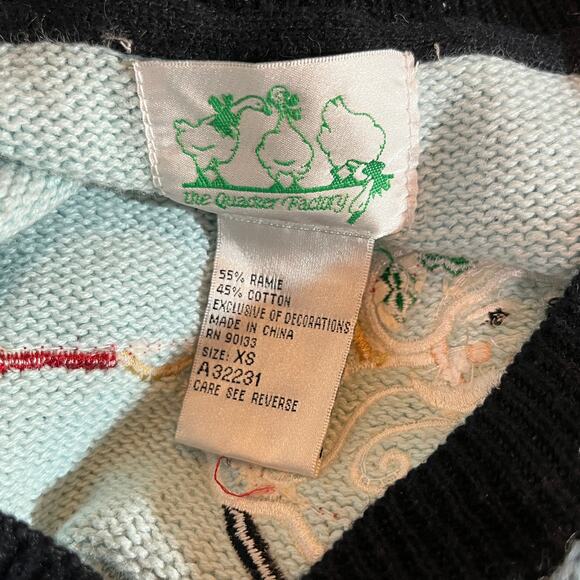 the Quacker Factory
55% RAMIE
45% COTTON
EXCLUSIVE OF DECORATIONS
MADE IN CHINA
RN 90133
SIZE: XS
A32231
CARE SEE REVERSE